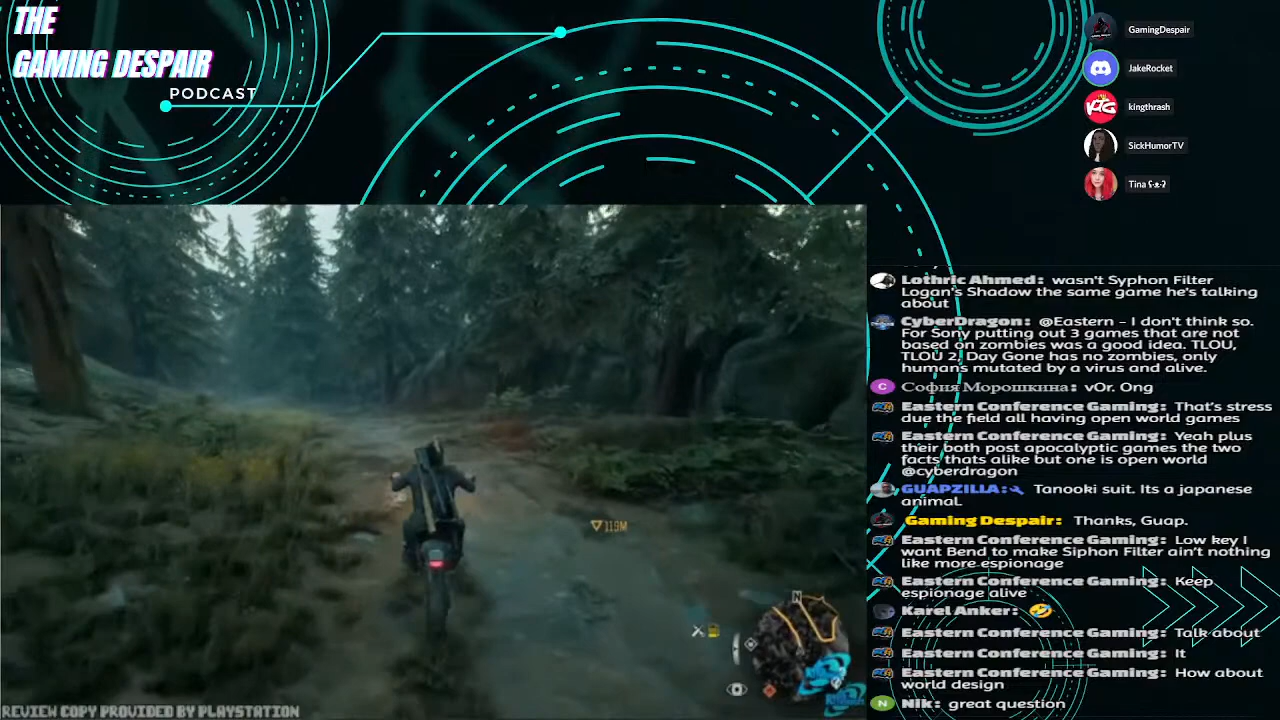 THE
GAMING DESPAIR
PODCAST
GamingDespair
JakeRocket
kingthrash
SickHumorTV
Tina ʕ·ᴥ·ʔ
Lothric Ahmed: wasn't Syphon Filter
Logan's Shadow the same game he's talking
about
CyberDragon: @Eastern - I don't think so.
For Sony putting out 3 games that are not
based on zombies was a good idea. TLOU,
TLOU 2, Day Gone has no zombies, only
humans mutated by a virus and alive.
София Морошкина: vOr. Ong
Eastern Conference Gaming: That's stress
due the field all having open world games
Eastern Conference Gaming: Yeah plus
their both post apocalyptic games the two
facts thats alike but one is open world
@cyberdragon
GUAPZILLA: Tanooki suit. Its a japanese
animal.
Gaming Despair: Thanks, Guap.
Eastern Conference Gaming: Low key I
want Bend to make Siphon Filter ain't nothing
like more espionage
Eastern Conference Gaming: Keep
espionage alive
Karel Anker: 🤣
Eastern Conference Gaming: Talk about
Eastern Conference Gaming: It
Eastern Conference Gaming: How about
world design
Nik: great question
119M
N
REVIEW COPY PROVIDED BY PLAYSTATION